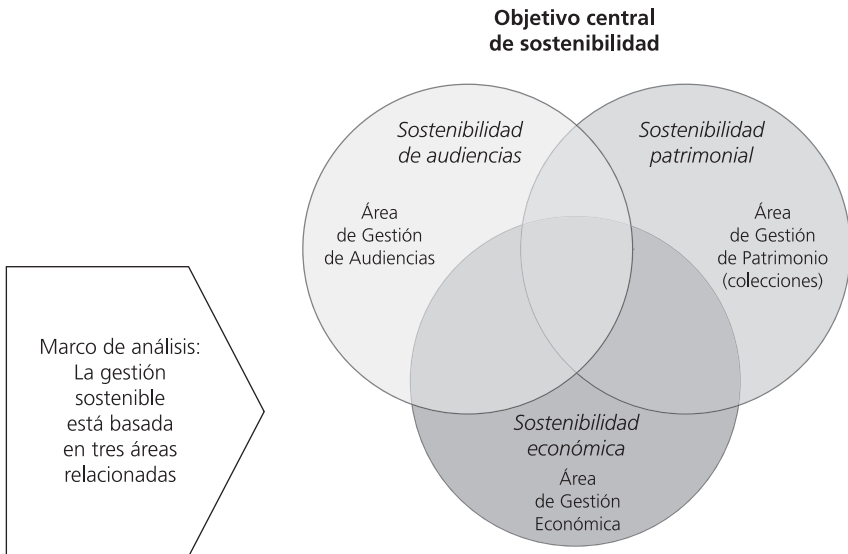 Objetivo central
de sostenibilidad
Sostenibilidad
de audiencias
Sostenibilidad
patrimonial
Área
de Gestión
de Audiencias
Área
de Gestión
de Patrimonio
(colecciones)
Marco de análisis:
La gestión
sostenible
está basada
en tres áreas
relacionadas
Sostenibilidad
económica
Área
de Gestión
Económica